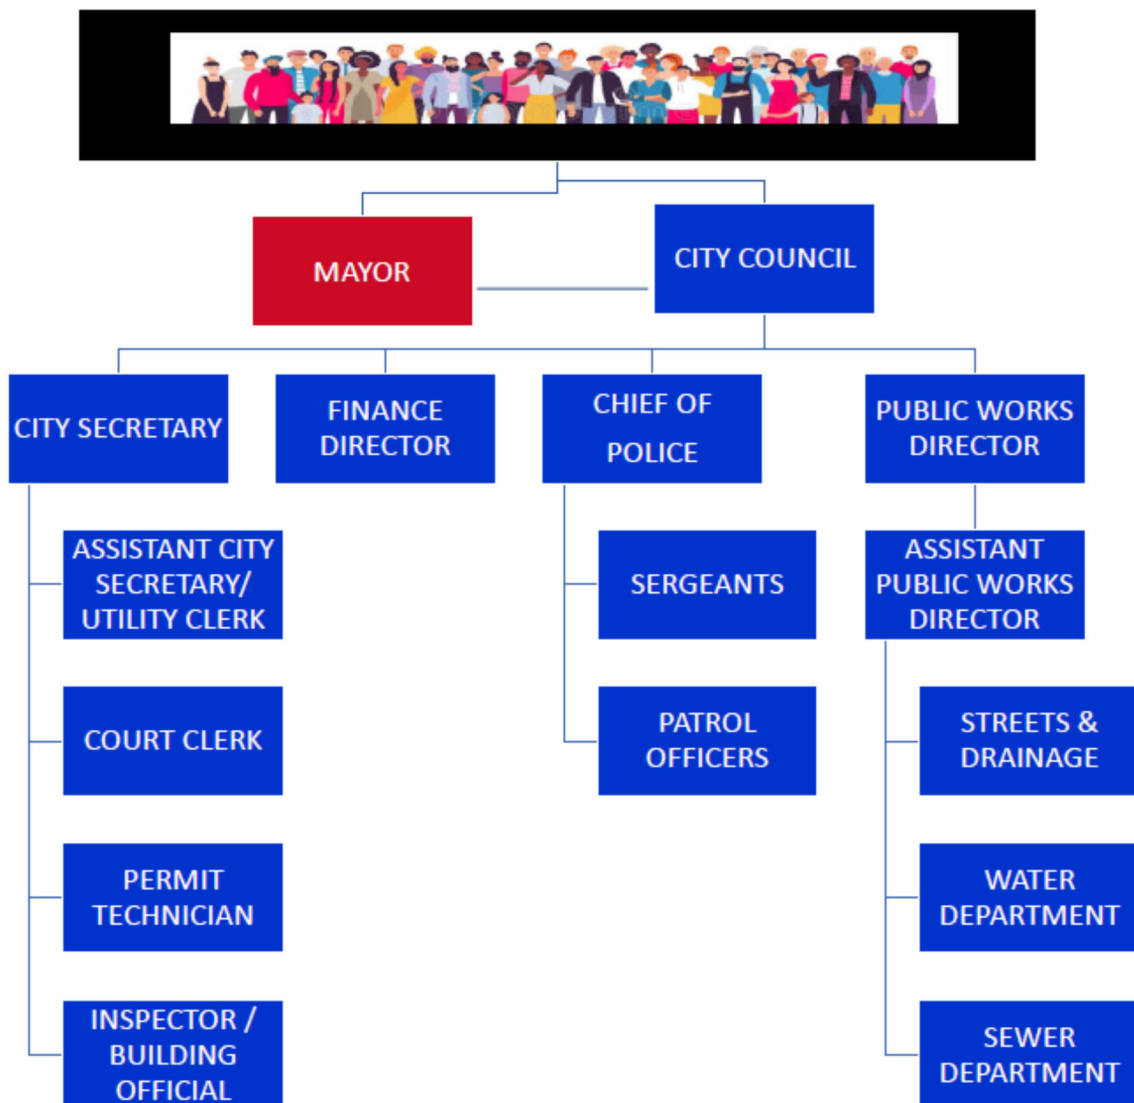 MAYOR
CITY COUNCIL
CITY SECRETARY
FINANCE
DIRECTOR
CHIEF OF
POLICE
PUBLIC WORKS
DIRECTOR
ASSISTANT CITY
SECRETARY/
UTILITY CLERK
SERGEANTS
ASSISTANT
PUBLIC WORKS
DIRECTOR
COURT CLERK
PATROL
OFFICERS
STREETS &
DRAINAGE
PERMIT
TECHNICIAN
WATER
DEPARTMENT
INSPECTOR /
BUILDING
OFFICIAL
SEWER
DEPARTMENT